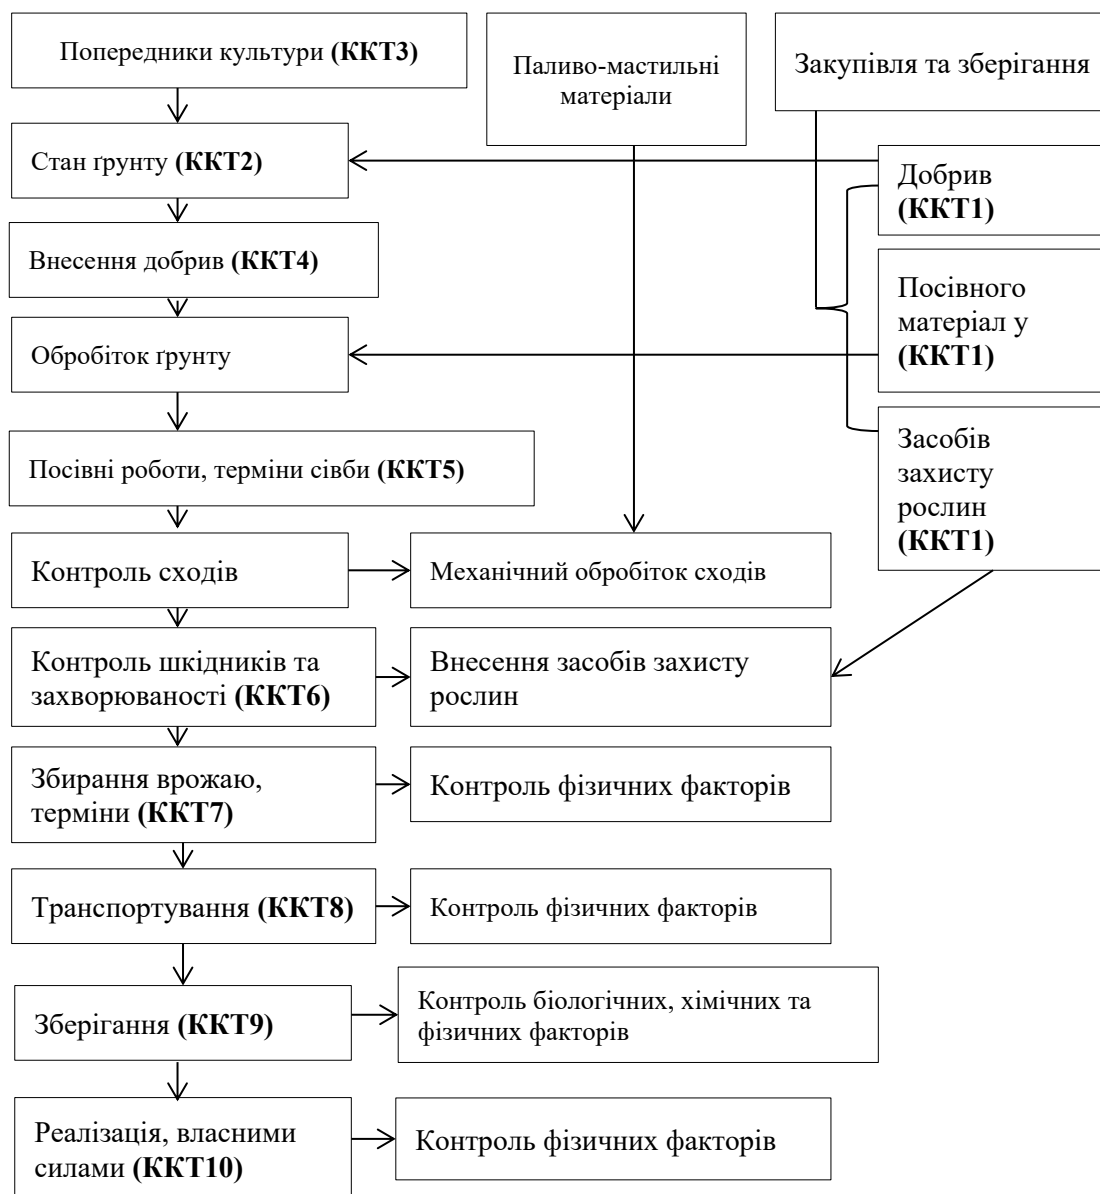 Попередники культури (ККТ3)
Паливо-мастильні
матеріали
Закупівля та зберігання
Стан ґрунту (ККТ2)
Добрив
(ККТ1)
Внесення добрив (ККТ4)
Посівного
матеріал у
(ККТ1)
Обробіток ґрунту
Посівні роботи, терміни сівби (ККТ5)
Засобів
захисту
рослин
(ККТ1)
Контроль сходів
Механічний обробіток сходів
Контроль шкідників та
захворюваності (ККТ6)
Внесення засобів захисту
рослин
Збирання врожаю,
терміни (ККТ7)
Контроль фізичних факторів
Транспортування (ККТ8)
Контроль фізичних факторів
Зберігання (ККТ9)
Контроль біологічних, хімічних та
фізичних факторів
Реалізація, власними
силами (ККТ10)
Контроль фізичних факторів